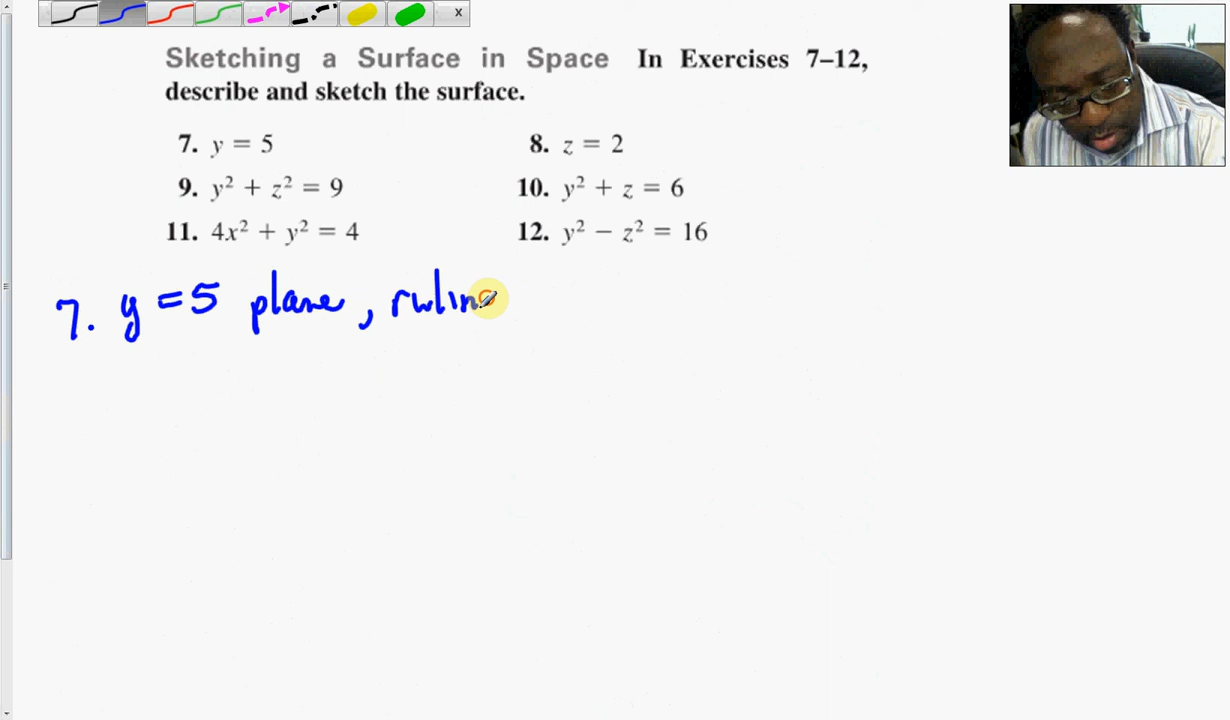 Sketching a Surface in Space In Exercises 7–12,
describe and sketch the surface.
7. y = 5
8. z = 2
9. y² + z² = 9
10. y² + z = 6
11. 4x² + y² = 4
12. y² − z² = 16
7. y = 5 plane, ruling
x